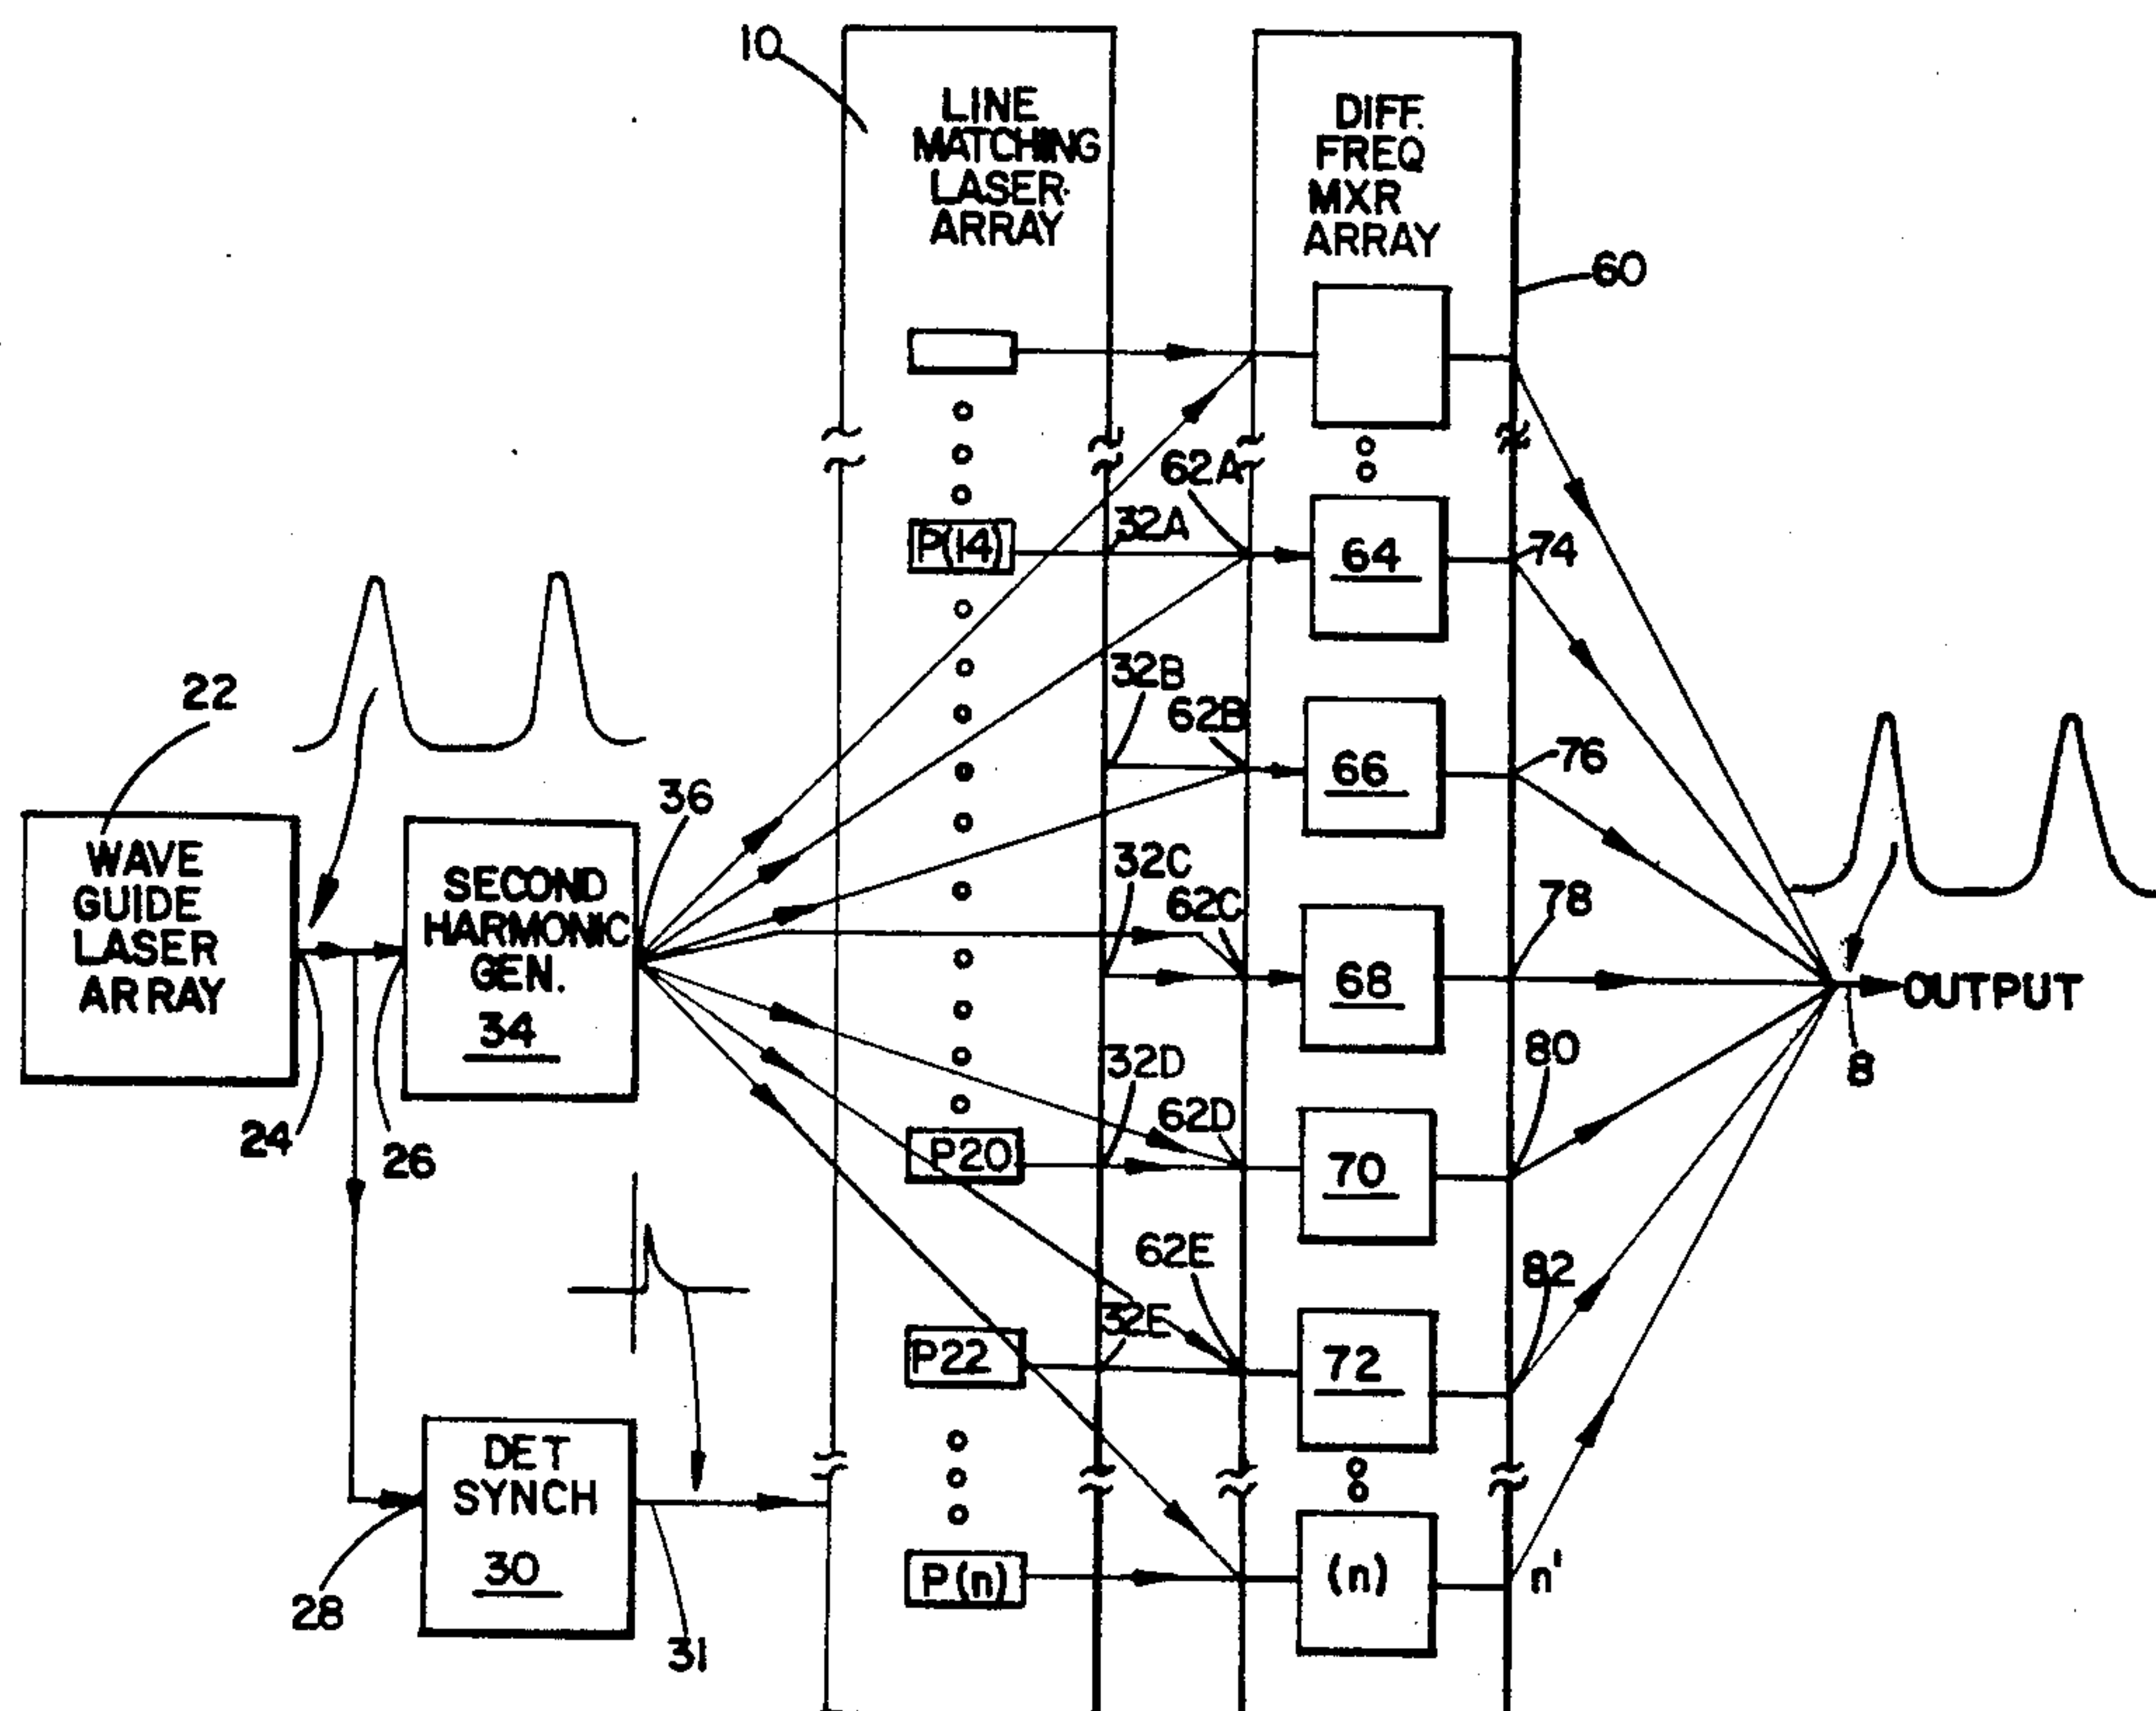 10
LINE
MATCHING
LASER
ARRAY
DIFF.
FREQ
MXR
ARRAY
60
62A
32A
P(14)
64
74
32B
62B
66
76
22
36
WAVE
GUIDE
LASER
ARRAY
SECOND
HARMONIC
GEN.
34
32C
62C
68
78
OUTPUT
8
24
26
32D
62D
P20
70
80
62E
32E
P22
72
82
DET
SYNCH
30
28
31
P(n)
(n)
n'